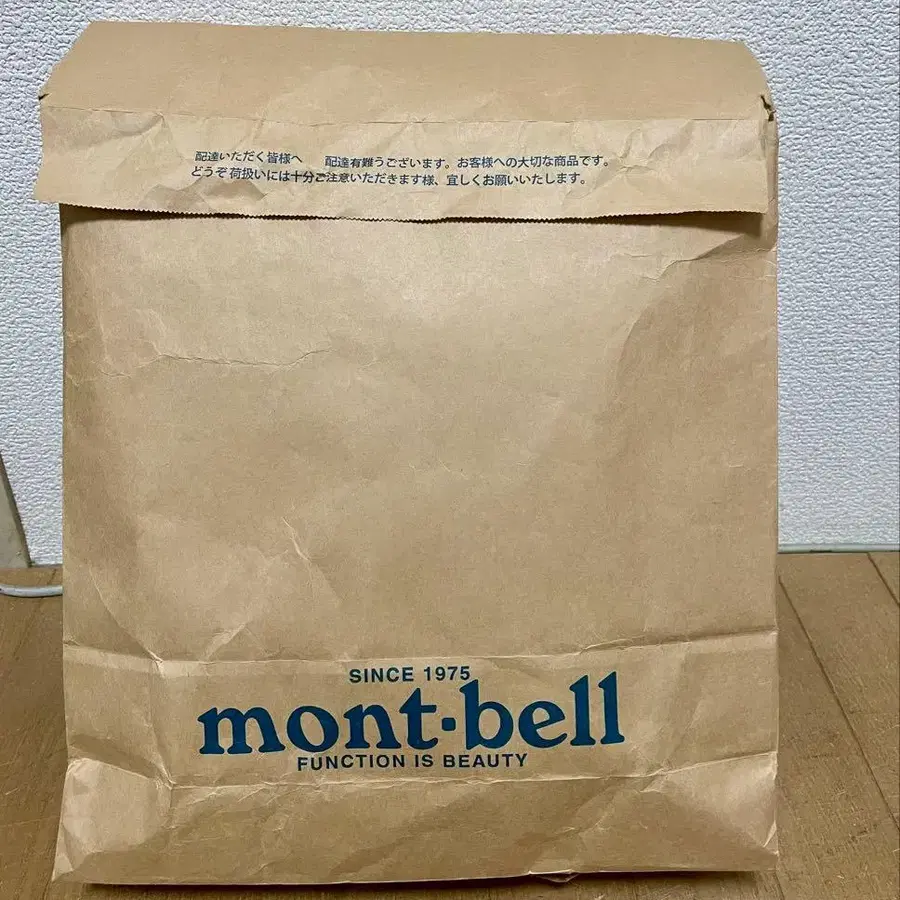 配達いただく皆様へ　配達有難うございます。お客様への大切な商品です。
どうぞ荷扱いには十分ご注意いただきます様、宜しくお願いいたします。
SINCE 1975
mont-bell
FUNCTION IS BEAUTY